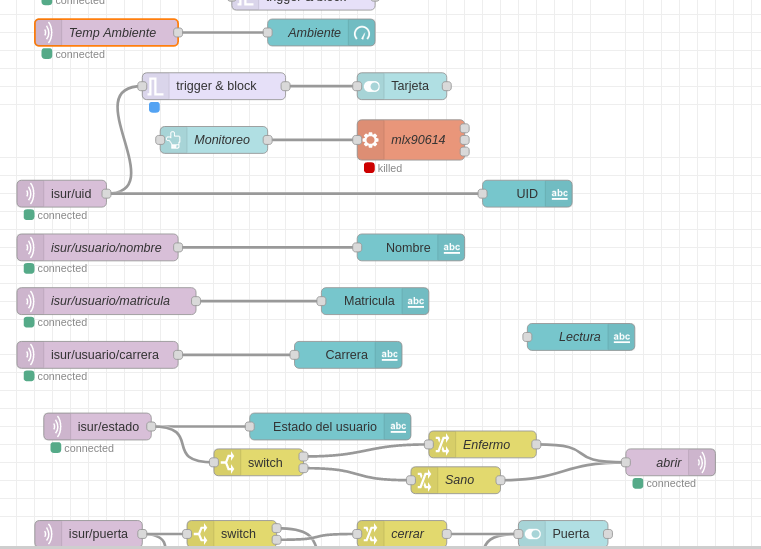 connected
trigger & block
Temp Ambiente
Ambiente
connected
trigger & block
Tarjeta
Monitoreo
mlx90614
killed
isur/uid
UID
abc
connected
isur/usuario/nombre
Nombre
abc
connected
isur/usuario/matricula
Matricula
abc
connected
Lectura
abc
isur/usuario/carrera
Carrera
abc
connected
isur/estado
Estado del usuario
abc
connected
Enfermo
switch
abrir
Sano
connected
isur/puerta
switch
cerrar
Puerta